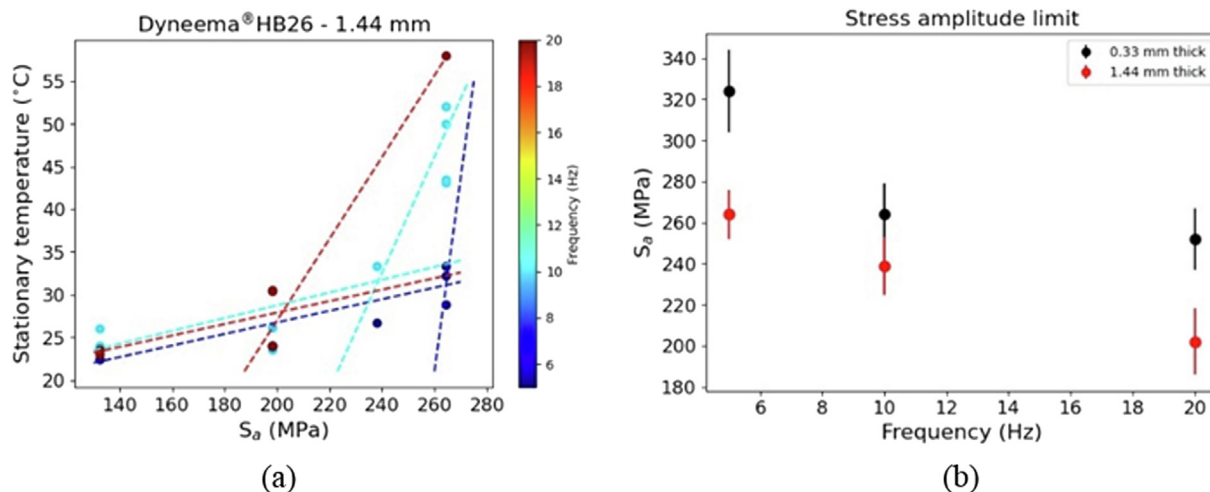 Dyneema®HB26 - 1.44 mm
Stationary temperature (°C)
55
50
45
40
35
30
25
20
140 160 180 200 220 240 260 280
Sa (MPa)
20
18
16
14
12
10
8
6
Frequency (Hz)
(a)
Stress amplitude limit
0.33 mm thick
1.44 mm thick
Sa (MPa)
340
320
300
280
260
240
220
200
180
6 8 10 12 14 16 18 20
Frequency (Hz)
(b)